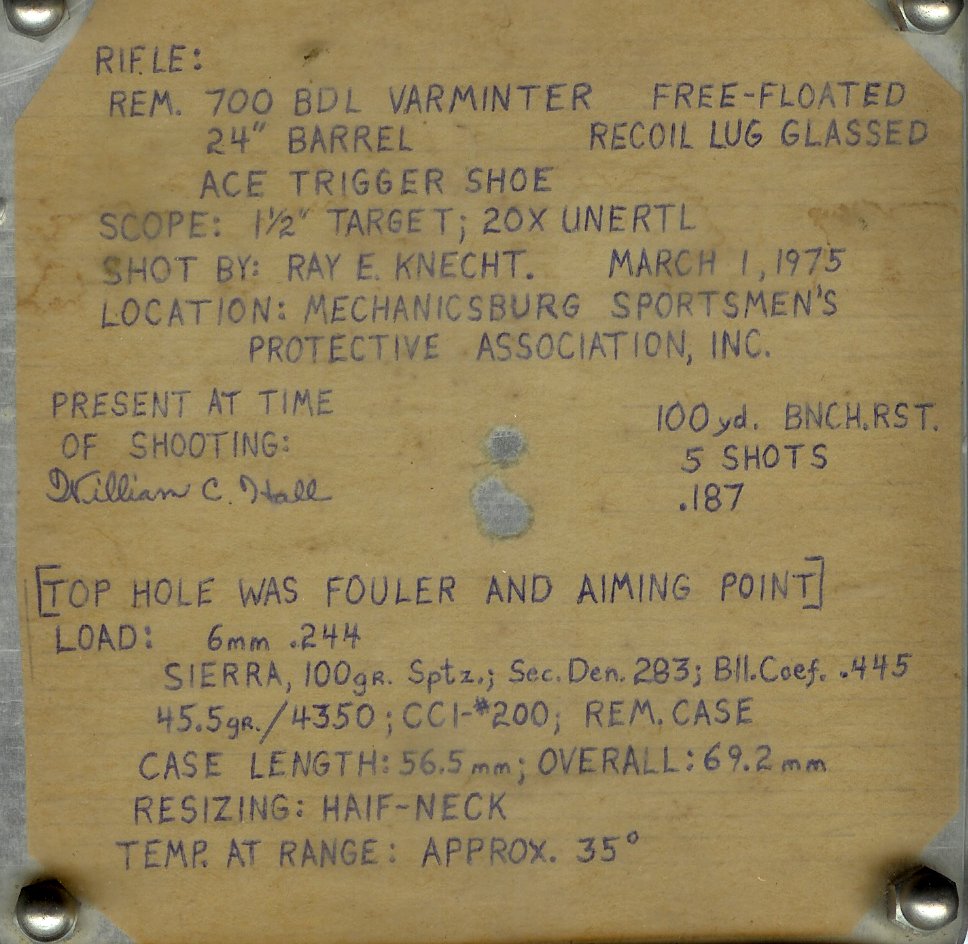 RIFLE:
REM. 700 BDL VARMINTER FREE-FLOATED
24" BARREL RECOIL LUG GLASSED
ACE TRIGGER SHOE
SCOPE: 1½" TARGET; 20X UNERTL
SHOT BY: RAY E. KNECHT. MARCH 1, 1975
LOCATION: MECHANICSBURG SPORTSMEN'S
PROTECTIVE ASSOCIATION, INC.
PRESENT AT TIME
OF SHOOTING:
William C. Hall
100yd. BNCH.RST.
5 SHOTS
.187
[TOP HOLE WAS FOULER AND AIMING POINT]
LOAD: 6mm .244
SIERRA, 100gR. Sptz.; Sec. Den. 283; Bll. Coef. .445
45.5gR./4350; CCI-#200; REM. CASE
CASE LENGTH: 56.5mm; OVERALL: 69.2mm
RESIZING: HAIF-NECK
TEMP. AT RANGE: APPROX. 35°